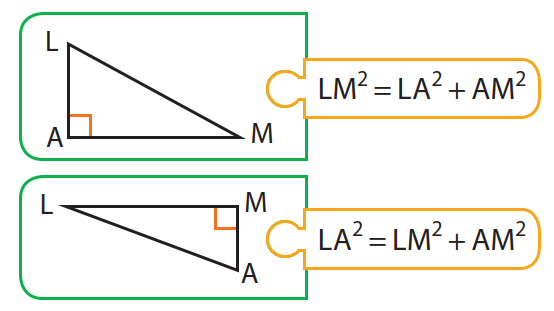 L
A
M
LM² = LA² + AM²
L
M
A
LA² = LM² + AM²